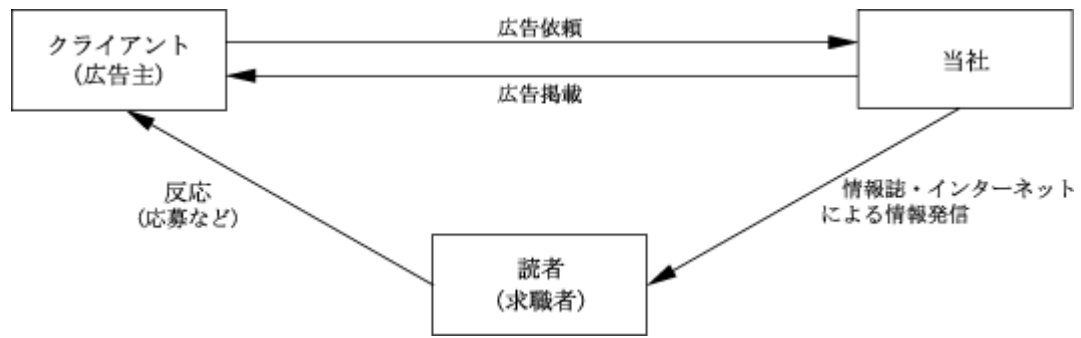 クライアント
(広告主)
広告依頼
広告掲載
当社
反応
(応募など)
情報誌・インターネット
による情報発信
読者
(求職者)